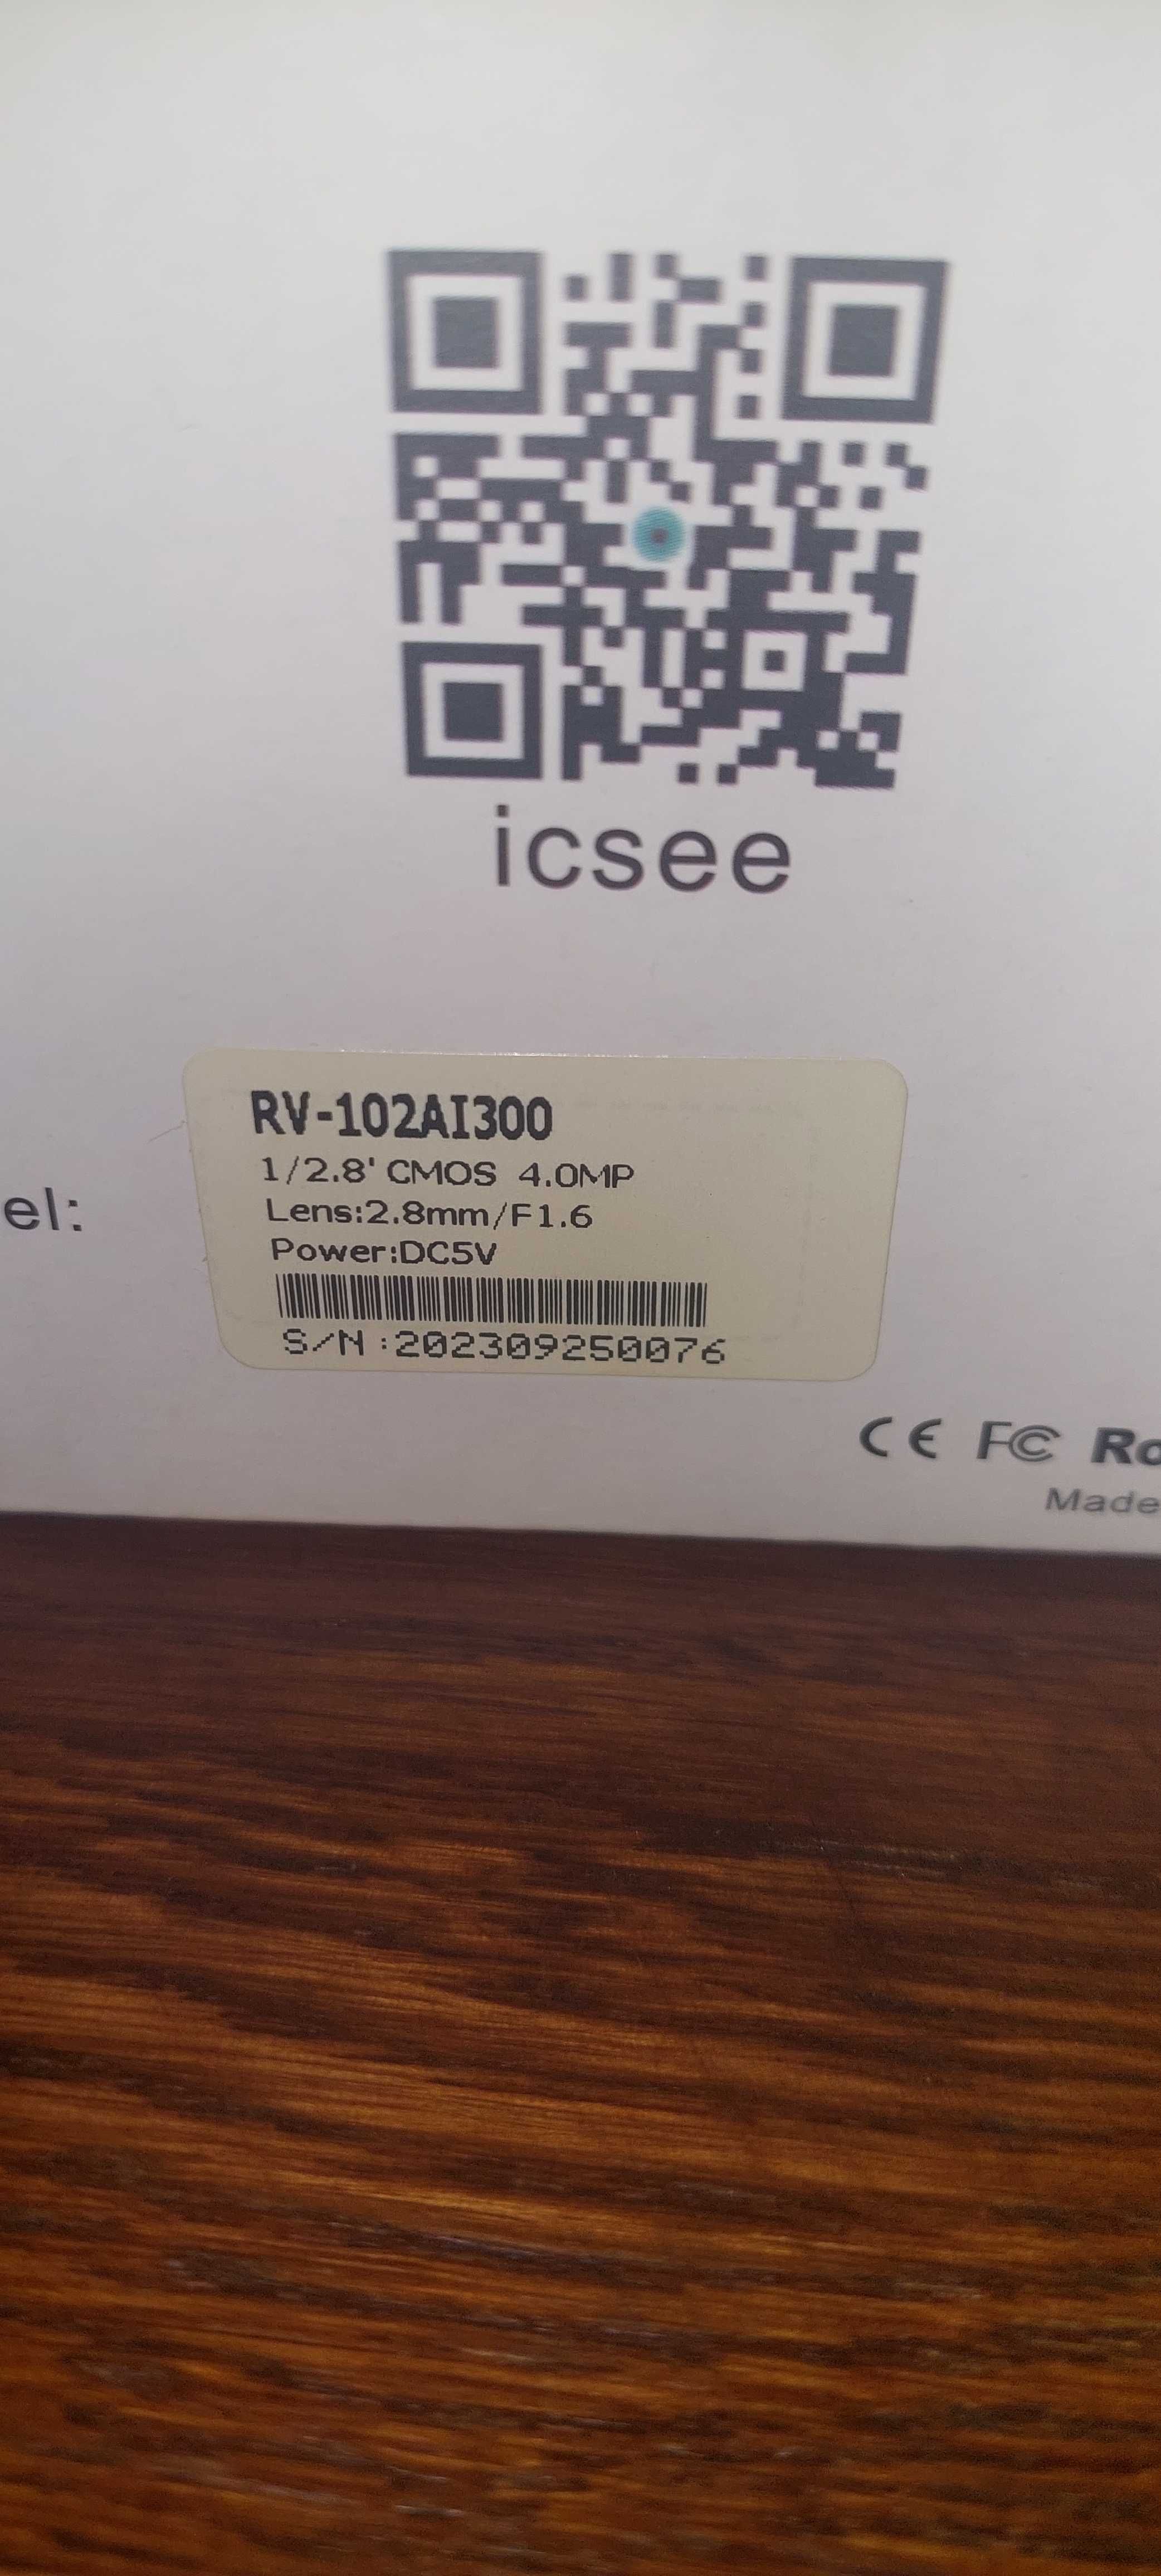 icsee
RV-102AI300
1/2.8' CMOS 4.0MP
Lens:2.8mm/F1.6
el:
Power:DC5V
S/N:202309250076
CE FC Ro
Made